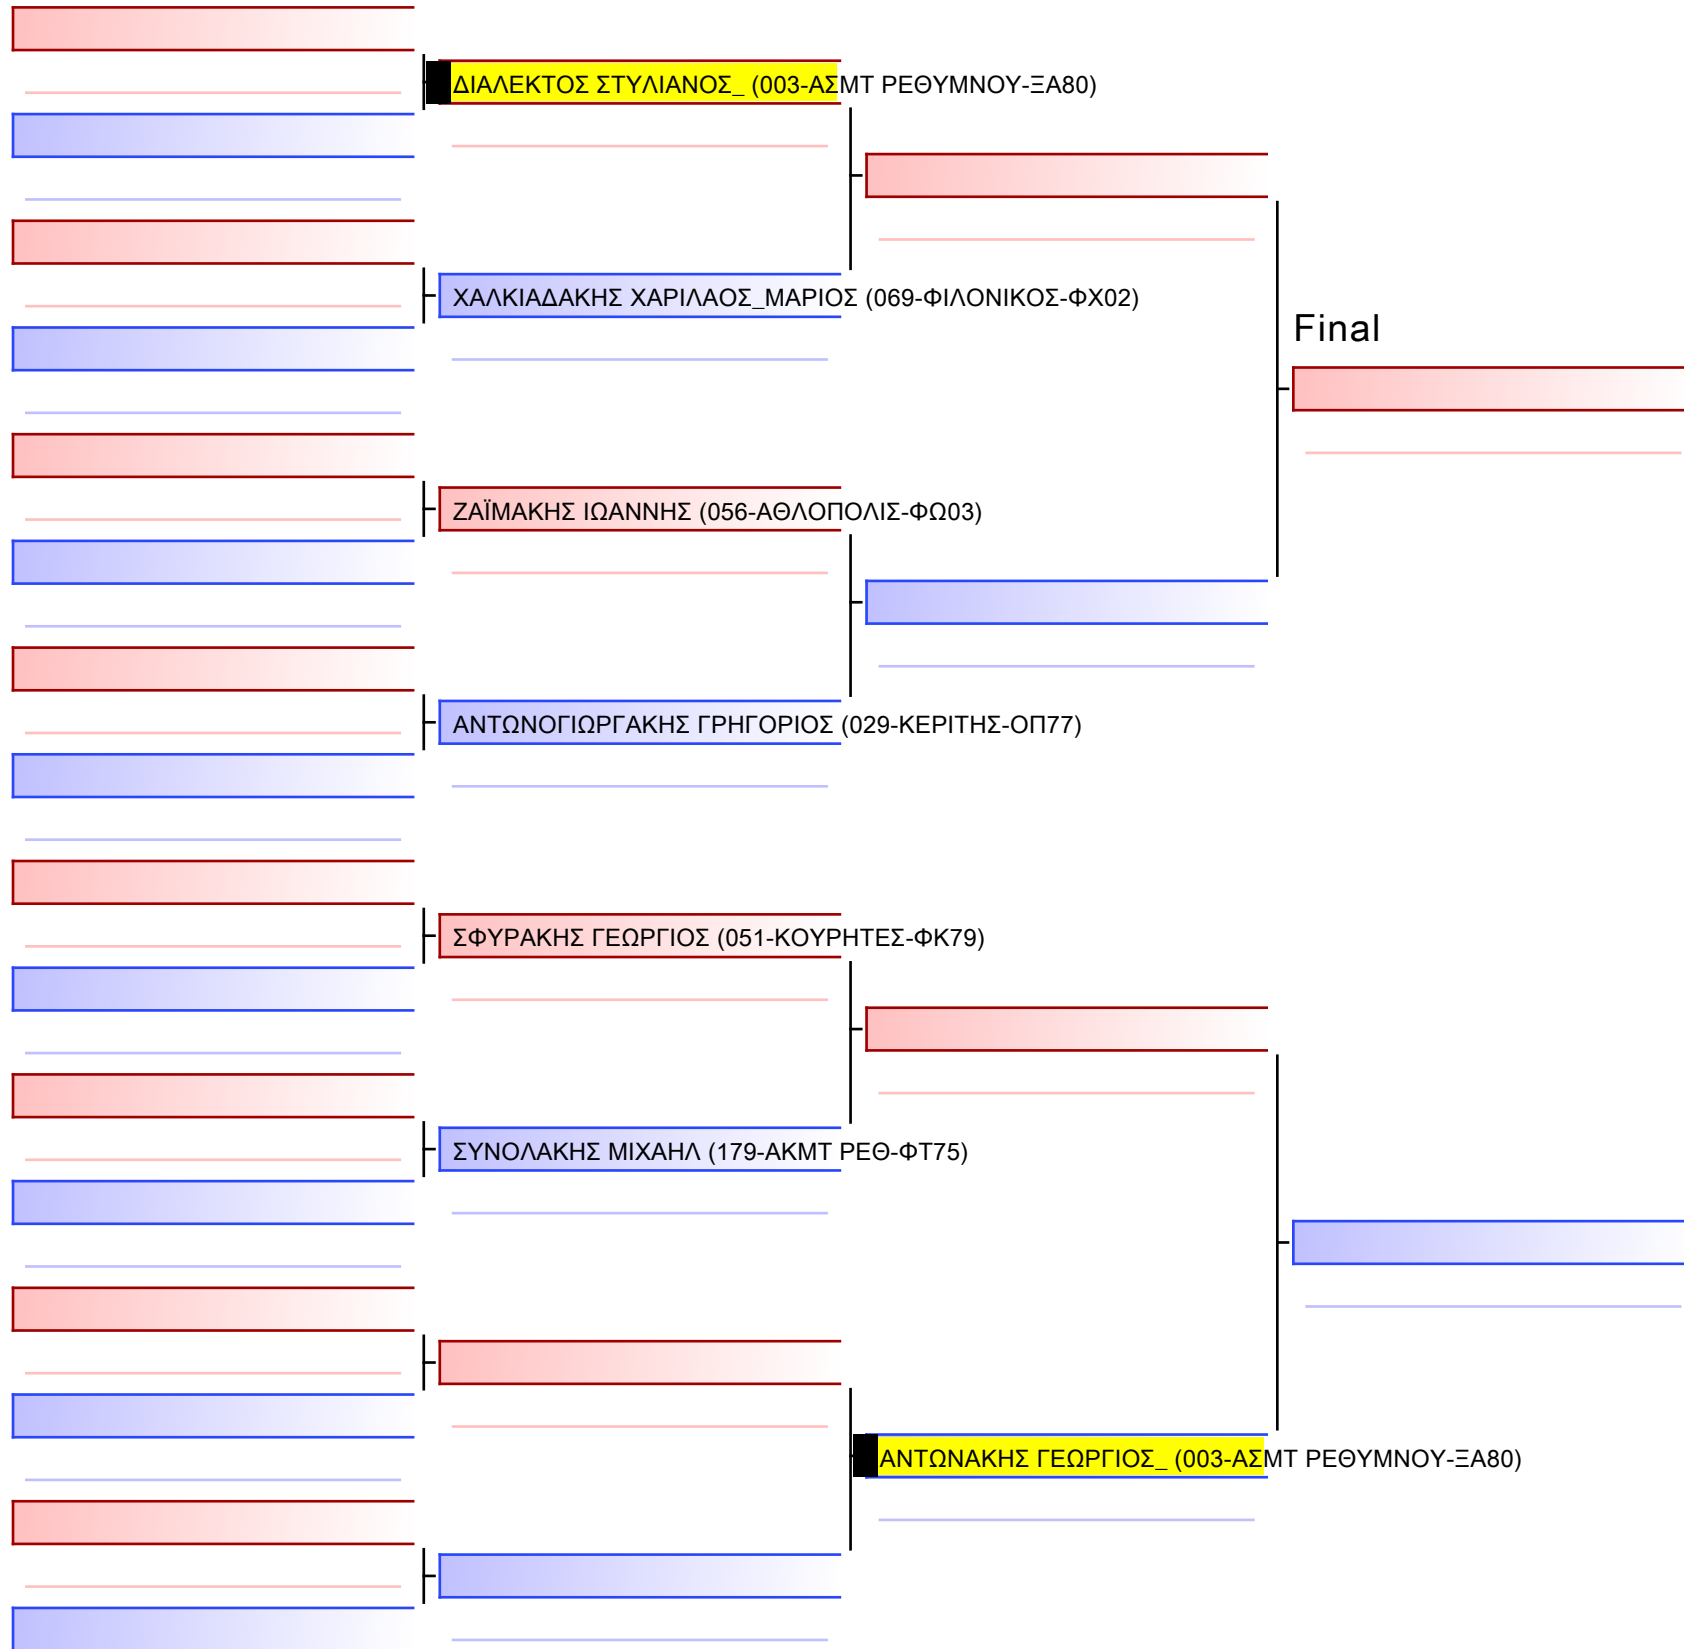 ΔΙΑΛΕΚΤΟΣ ΣΤΥΛΙΑΝΟΣ_ (003-ΑΣΜΤ ΡΕΘΥΜΝΟΥ-ΞΑ80)
ΧΑΛΚΙΑΔΑΚΗΣ ΧΑΡΙΛΑΟΣ_ΜΑΡΙΟΣ (069-ΦΙΛΟΝΙΚΟΣ-ΦΧ02)
Final
ΖΑΪΜΑΚΗΣ ΙΩΑΝΝΗΣ (056-ΑΘΛΟΠΟΛΙΣ-ΦΩ03)
ΑΝΤΩΝΟΓΙΩΡΓΑΚΗΣ ΓΡΗΓΟΡΙΟΣ (029-ΚΕΡΙΤΗΣ-ΟΠ77)
ΣΦΥΡΑΚΗΣ ΓΕΩΡΓΙΟΣ (051-ΚΟΥΡΗΤΕΣ-ΦΚ79)
ΣΥΝΟΛΑΚΗΣ ΜΙΧΑΗΛ (179-ΑΚΜΤ ΡΕΘ-ΦΤ75)
ΑΝΤΩΝΑΚΗΣ ΓΕΩΡΓΙΟΣ_ (003-ΑΣΜΤ ΡΕΘΥΜΝΟΥ-ΞΑ80)